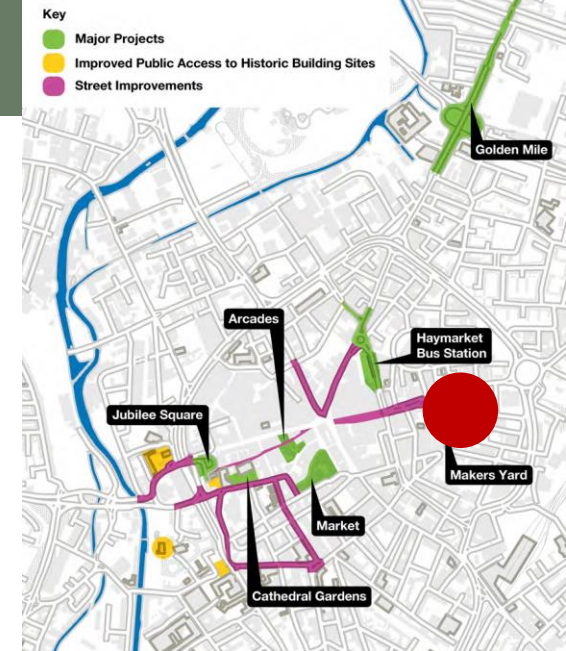 Key
Major Projects
Improved Public Access to Historic Building Sites
Street Improvements
Golden Mile
Arcades
Haymarket
Bus Station
Jubilee Square
Makers Yard
Market
Cathedral Gardens